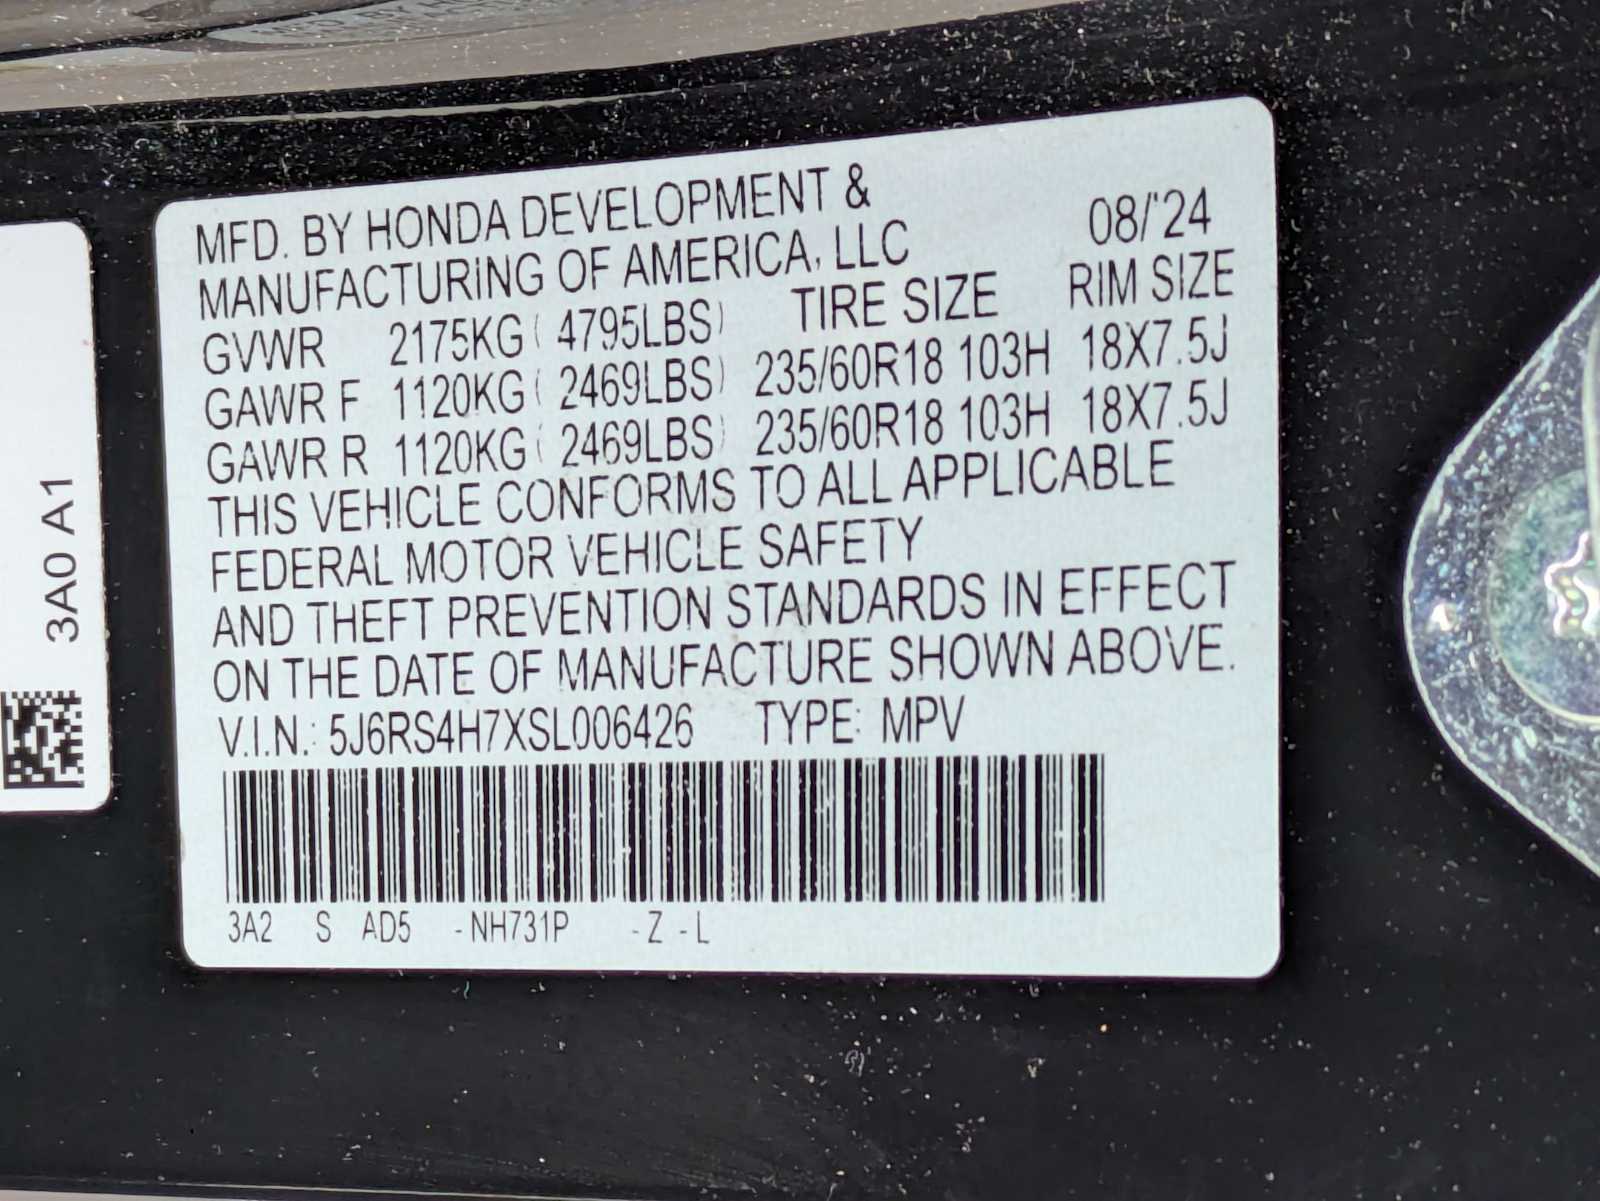 MFD. BY HONDA DEVELOPMENT &
MANUFACTURING OF AMERICA, LLC 08/'24
GVWR 2175KG ( 4795LBS) TIRE SIZE RIM SIZE
GAWR F 1120KG ( 2469LBS) 235/60R18 103H 18X7.5J
GAWR R 1120KG ( 2469LBS) 235/60R18 103H 18X7.5J
THIS VEHICLE CONFORMS TO ALL APPLICABLE
FEDERAL MOTOR VEHICLE SAFETY
AND THEFT PREVENTION STANDARDS IN EFFECT
ON THE DATE OF MANUFACTURE SHOWN ABOVE.
V.I.N.: 5J6RS4H7XSL006426 TYPE: MPV
3A2 S AD5 -NH731P -Z -L
3A0 A1